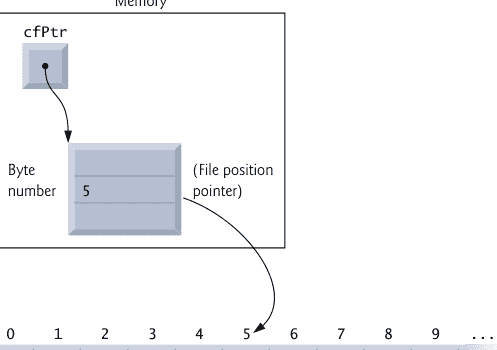 Memory
cfPtr
Byte
number
5
(File position
pointer)
0 1 2 3 4 5 6 7 8 9 ...